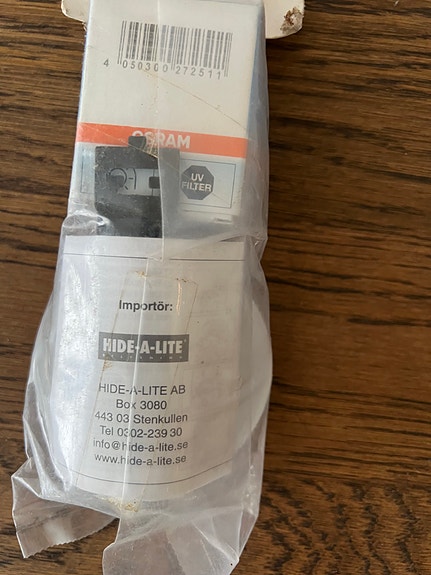 4 050300 272511
OSRAM
UV
FILTER
Importör:
HIDE-A-LITE
HIDE-A-LITE AB
Box 3080
443 03 Stenkullen
Tel 0302-239 30
info@hide-a-lite.se
www.hide-a-lite.se